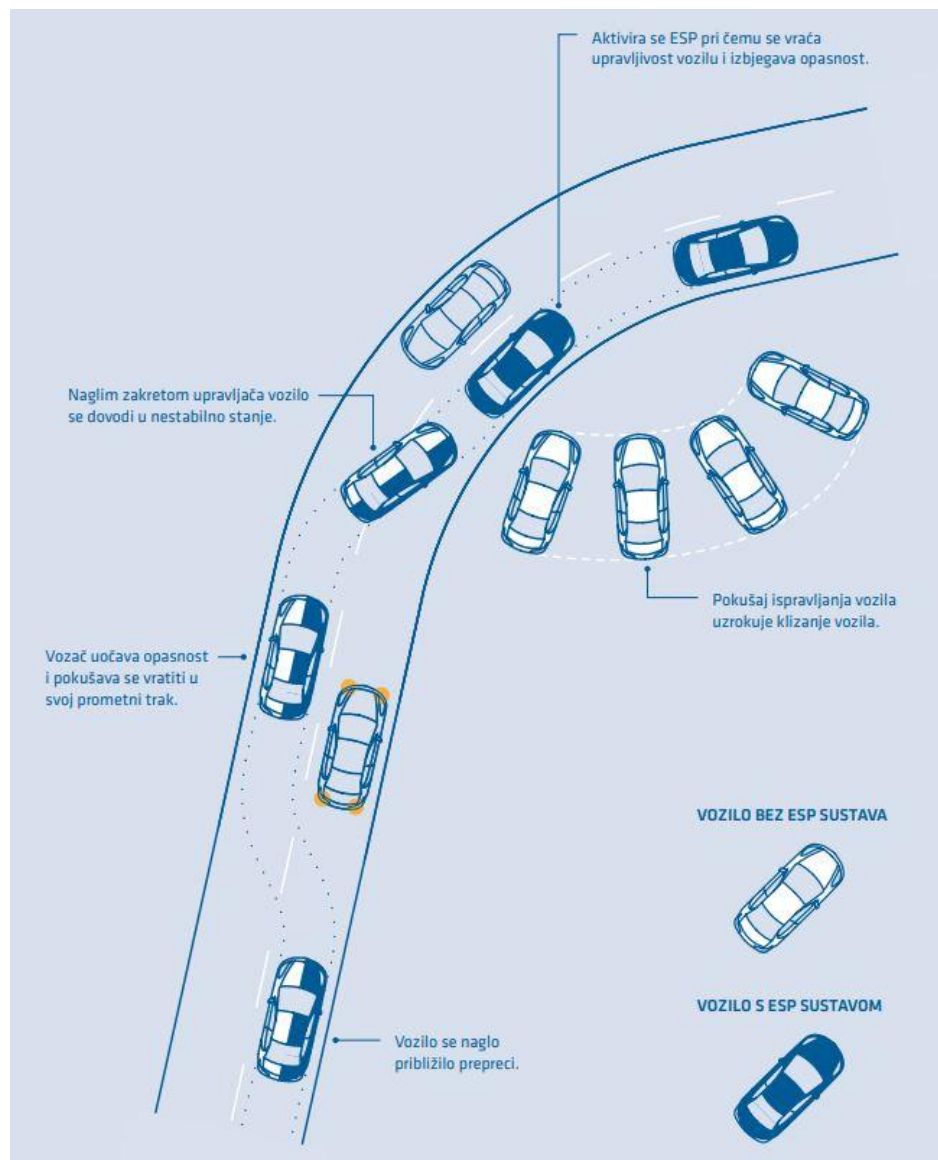 Aktivira se ESP pri čemu se vraća
upravljivost vozilu i izbjegava opasnost.
Naglim zakretom upravljača vozilo
se dovodi u nestabilno stanje.
Pokušaj ispravljanja vozila
uzrokuje klizanje vozila.
Vozač uočava opasnost
i pokušava se vratiti u
svoj prometni trak.
VOZILO BEZ ESP SUSTAVA
VOZILO S ESP SUSTAVOM
Vozilo se naglo
približilo prepreci.